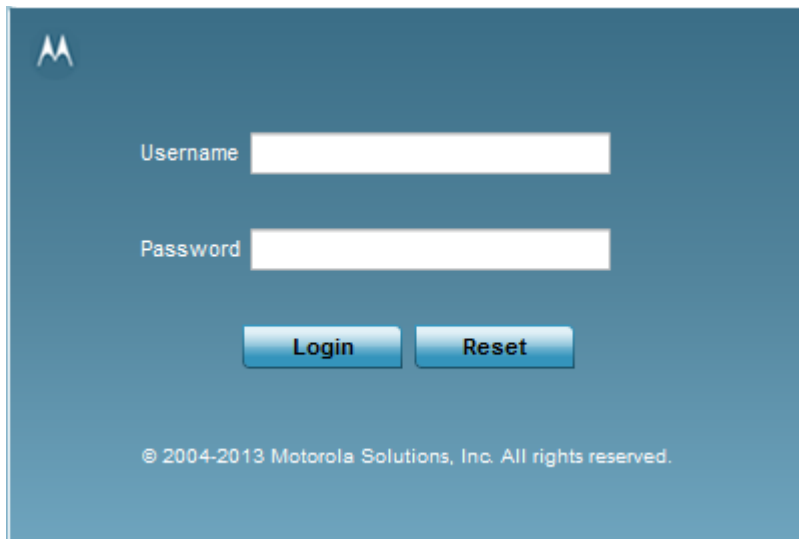 Username
Password
Login Reset
© 2004-2013 Motorola Solutions, Inc. All rights reserved.